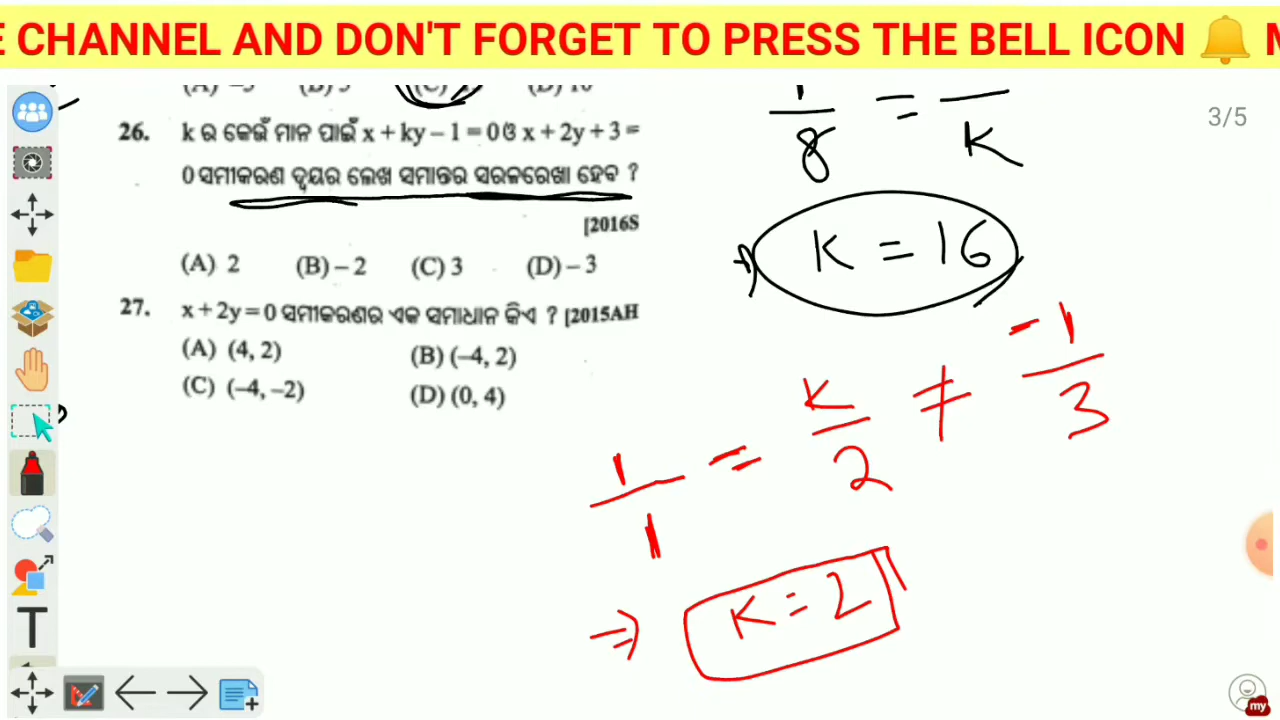 E CHANNEL AND DON'T FORGET TO PRESS THE BELL ICON 🔔 M
3/5
26. k ର କେଉଁ ମାନ ପାଇଁ x + ky – 1 = 0 ଓ x + 2y + 3 =
0 ସମୀକରଣ ଦ୍ୱୟର ଲେଖ ସମାନ୍ତର ସରଳରେଖା ହେବ ?
[2016S
(A) 2 (B) – 2 (C) 3 (D) – 3
27. x + 2y = 0 ସମୀକରଣର ଏକ ସମାଧାନ କିଏ ? [2015AH
(A) (4, 2) (B) (–4, 2)
(C) (–4, –2) (D) (0, 4)
1/8 = /K
K = 16
1/1 = K/2 ≠ -1/3
⇒ K = 2
T
my